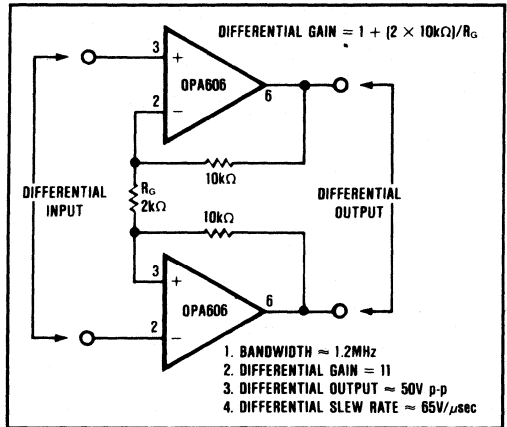 DIFFERENTIAL GAIN = 1 + (2 × 10kΩ)/RG
3
+
OPA606
6
2
−
10kΩ
RG
2kΩ
DIFFERENTIAL
INPUT
DIFFERENTIAL
OUTPUT
10kΩ
3
+
OPA606
6
2
−
1. BANDWIDTH ≈ 1.2MHz
2. DIFFERENTIAL GAIN = 11
3. DIFFERENTIAL OUTPUT ≈ 50V p-p
4. DIFFERENTIAL SLEW RATE ≈ 65V/µsec